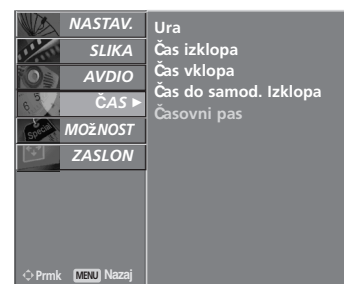 NASTAV.
SLIKA
AVDIO
ČAS ►
MOŽNOST
ZASLON
Ura
Čas izklopa
Čas vklopa
Čas do samod. Izklopa
Časovni pas
Prmk MENU Nazaj